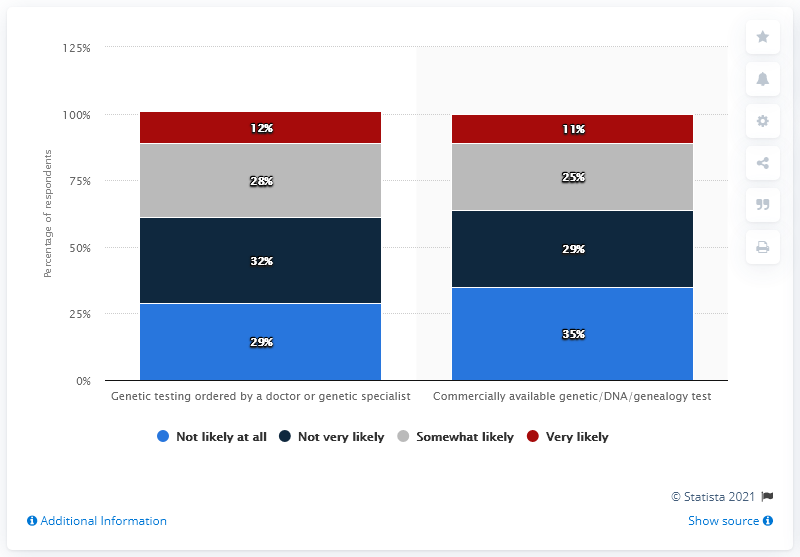 125%
100%
75%
50%
25%
0%
Percentage of respondents
12%
28%
32%
29%
11%
25%
29%
35%
Genetic testing ordered by a doctor or genetic specialist
Commercially available genetic/DNA/genealogy test
Not likely at all
Not very likely
Somewhat likely
Very likely
© Statista 2021
Additional Information
Show source